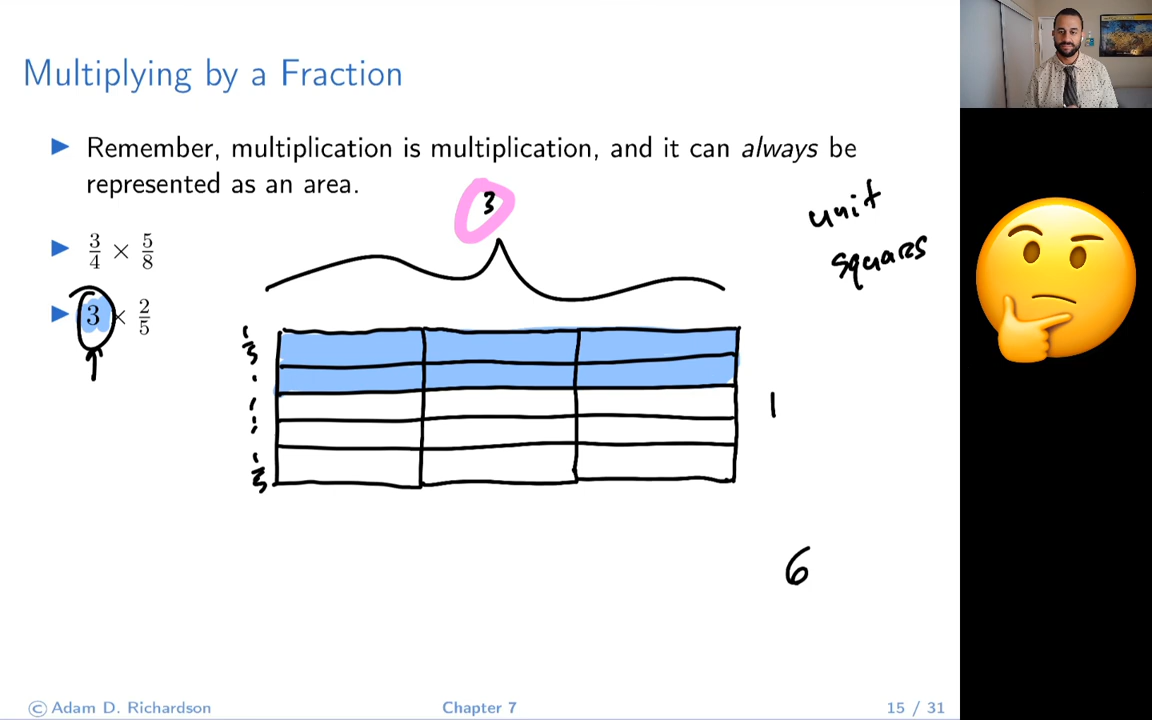 Multiplying by a Fraction
▶ Remember, multiplication is multiplication, and it can always be
represented as an area.
3
unit
squares
▶ 3/4 × 5/8
▶ 3 × 2/5
1
6
© Adam D. Richardson
Chapter 7
15 / 31